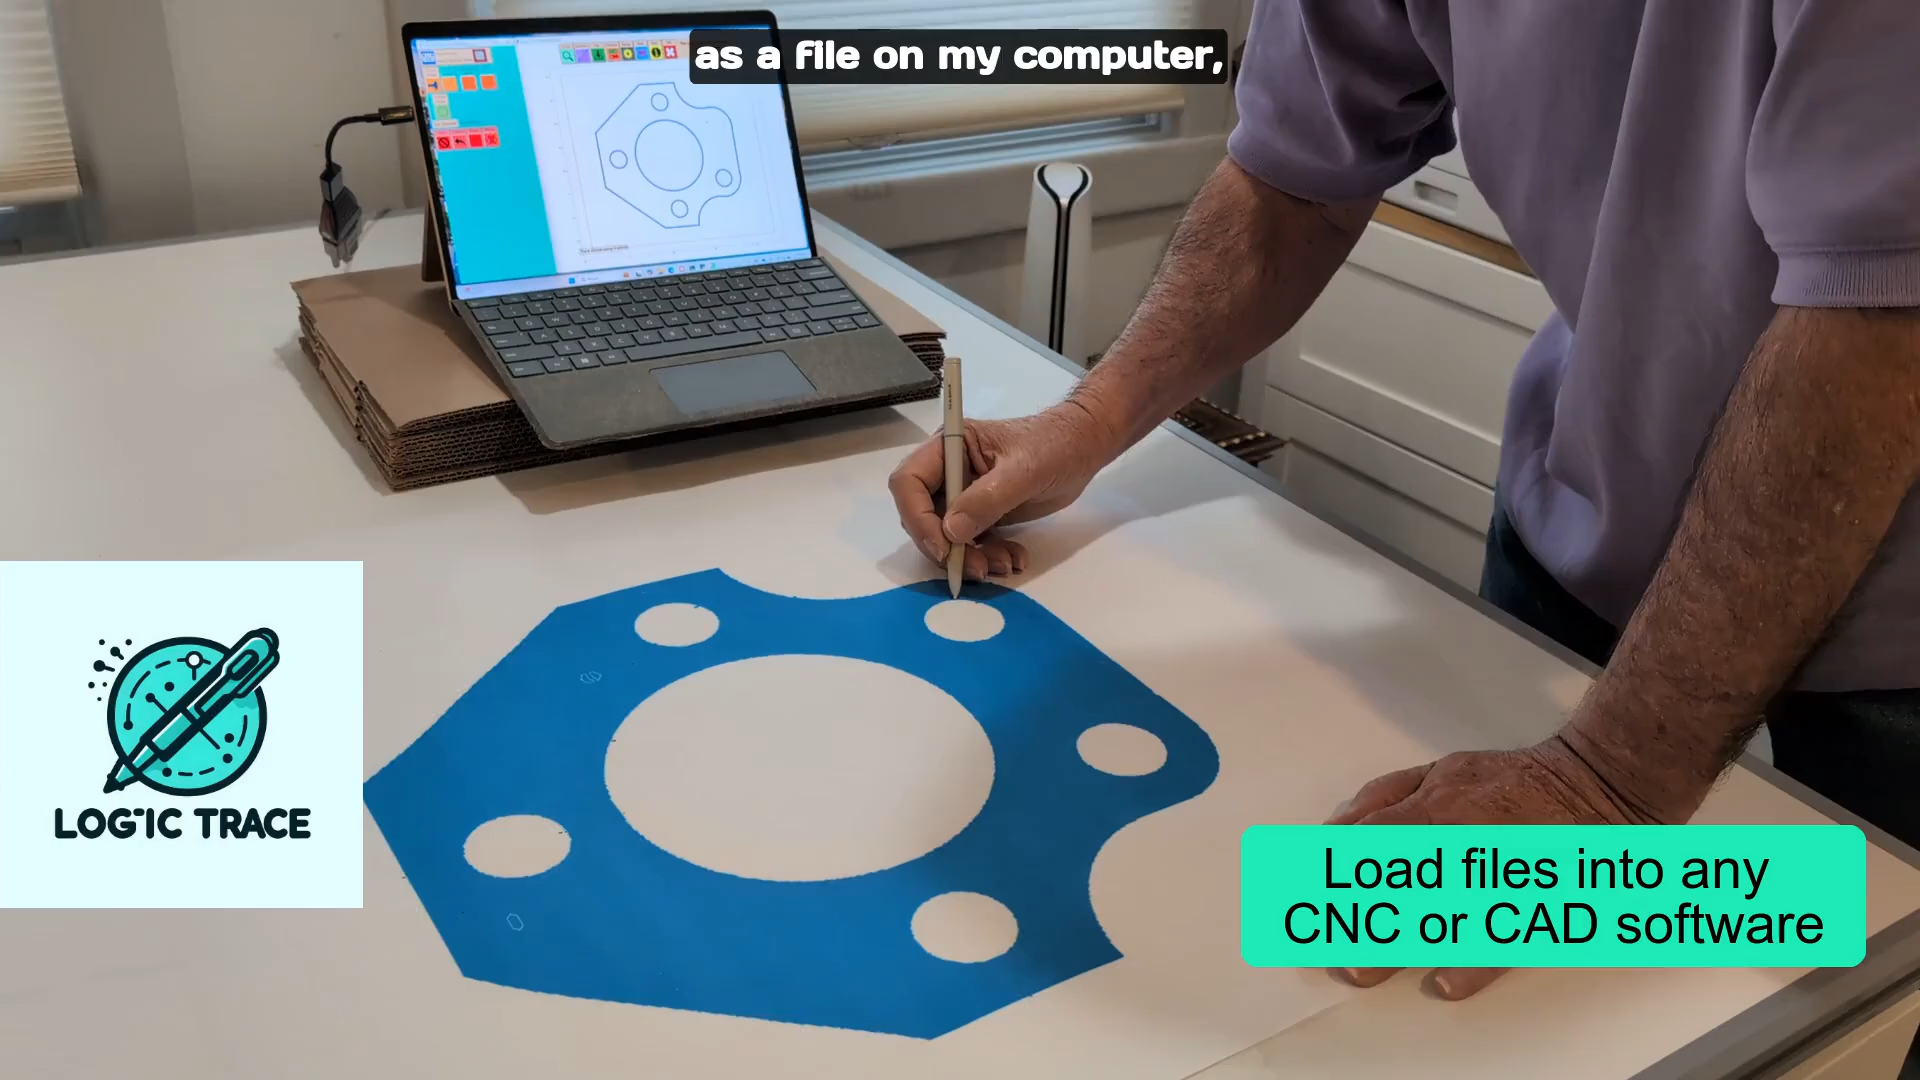 as a file on my computer,
LOGIC TRACE
Load files into any
CNC or CAD software